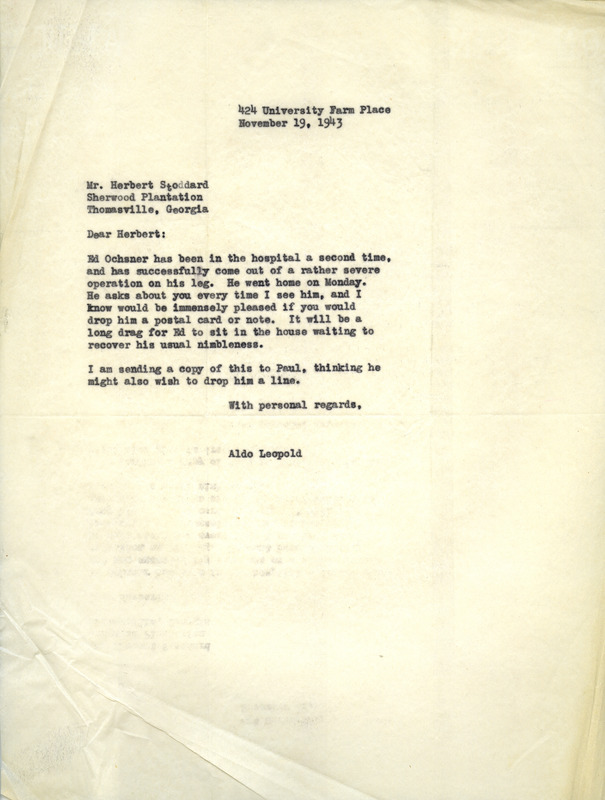 424 University Farm Place
November 19, 1943
Mr. Herbert Stoddard
Sherwood Plantation
Thomasville, Georgia
Dear Herbert:
Ed Ochsner has been in the hospital a second time,
and has successfully come out of a rather severe
operation on his leg. He went home on Monday.
He asks about you every time I see him, and I
know would be immensely pleased if you would
drop him a postal card or note. It will be a
long drag for Ed to sit in the house waiting to
recover his usual nimbleness.
I am sending a copy of this to Paul, thinking he
might also wish to drop him a line.
With personal regards,
Aldo Leopold